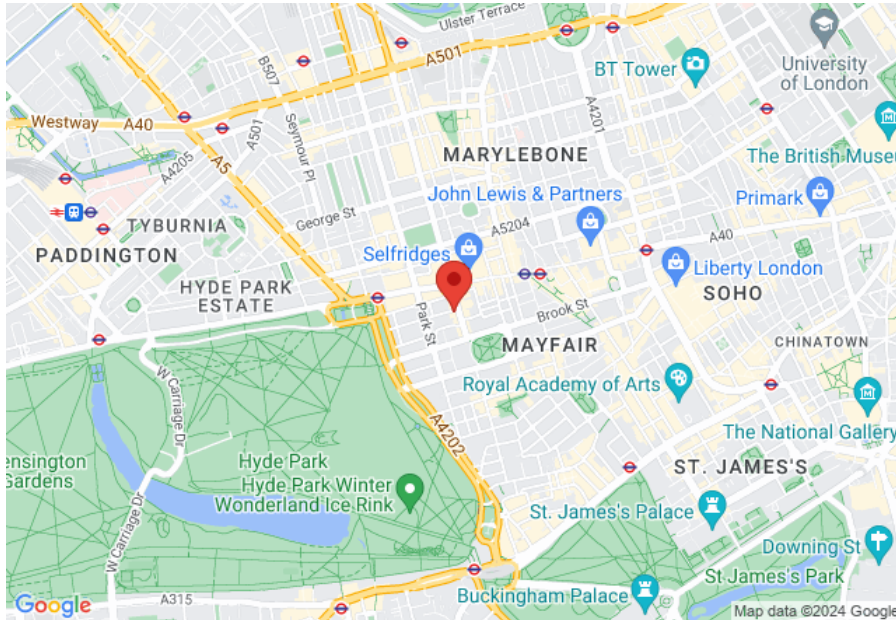 Ulster Terrace
A501
B507
BT Tower
University
of London
A4201
Westway
A40
A501
Seymour Pl
A4205
A5
MARYLEBONE
The British Museu
John Lewis & Partners
Primark
TYBURNIA
George St
A5204
A40
PADDINGTON
Selfridges
Liberty London
HYDE PARK
ESTATE
SOHO
Park St
Brook St
MAYFAIR
CHINATOWN
W Carriage Dr
Royal Academy of Arts
A4202
The National Gallery
ensington
Gardens
Hyde Park
Hyde Park Winter
Wonderland Ice Rink
ST. JAMES'S
W Carriage Dr
St. James's Palace
Downing St
St James's Park
Buckingham Palace
A315
Google
Map data ©2024 Google